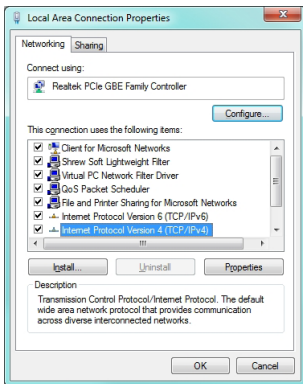 Local Area Connection Properties
Networking
Sharing
Connect using:
Realtek PCIe GBE Family Controller
Configure...
This connection uses the following items:
Client for Microsoft Networks
Shrew Soft Lightweight Filter
Virtual PC Network Filter Driver
QoS Packet Scheduler
File and Printer Sharing for Microsoft Networks
Internet Protocol Version 6 (TCP/IPv6)
Internet Protocol Version 4 (TCP/IPv4)
Install...
Uninstall
Properties
Description
Transmission Control Protocol/Internet Protocol. The default
wide area network protocol that provides communication
across diverse interconnected networks.
OK
Cancel